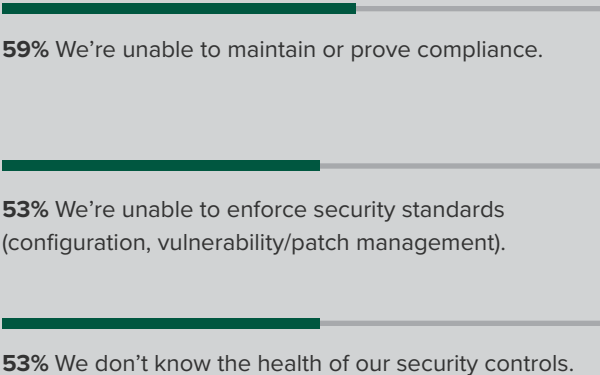 59% We’re unable to maintain or prove compliance.
53% We’re unable to enforce security standards
(configuration, vulnerability/patch management).
53% We don’t know the health of our security controls.